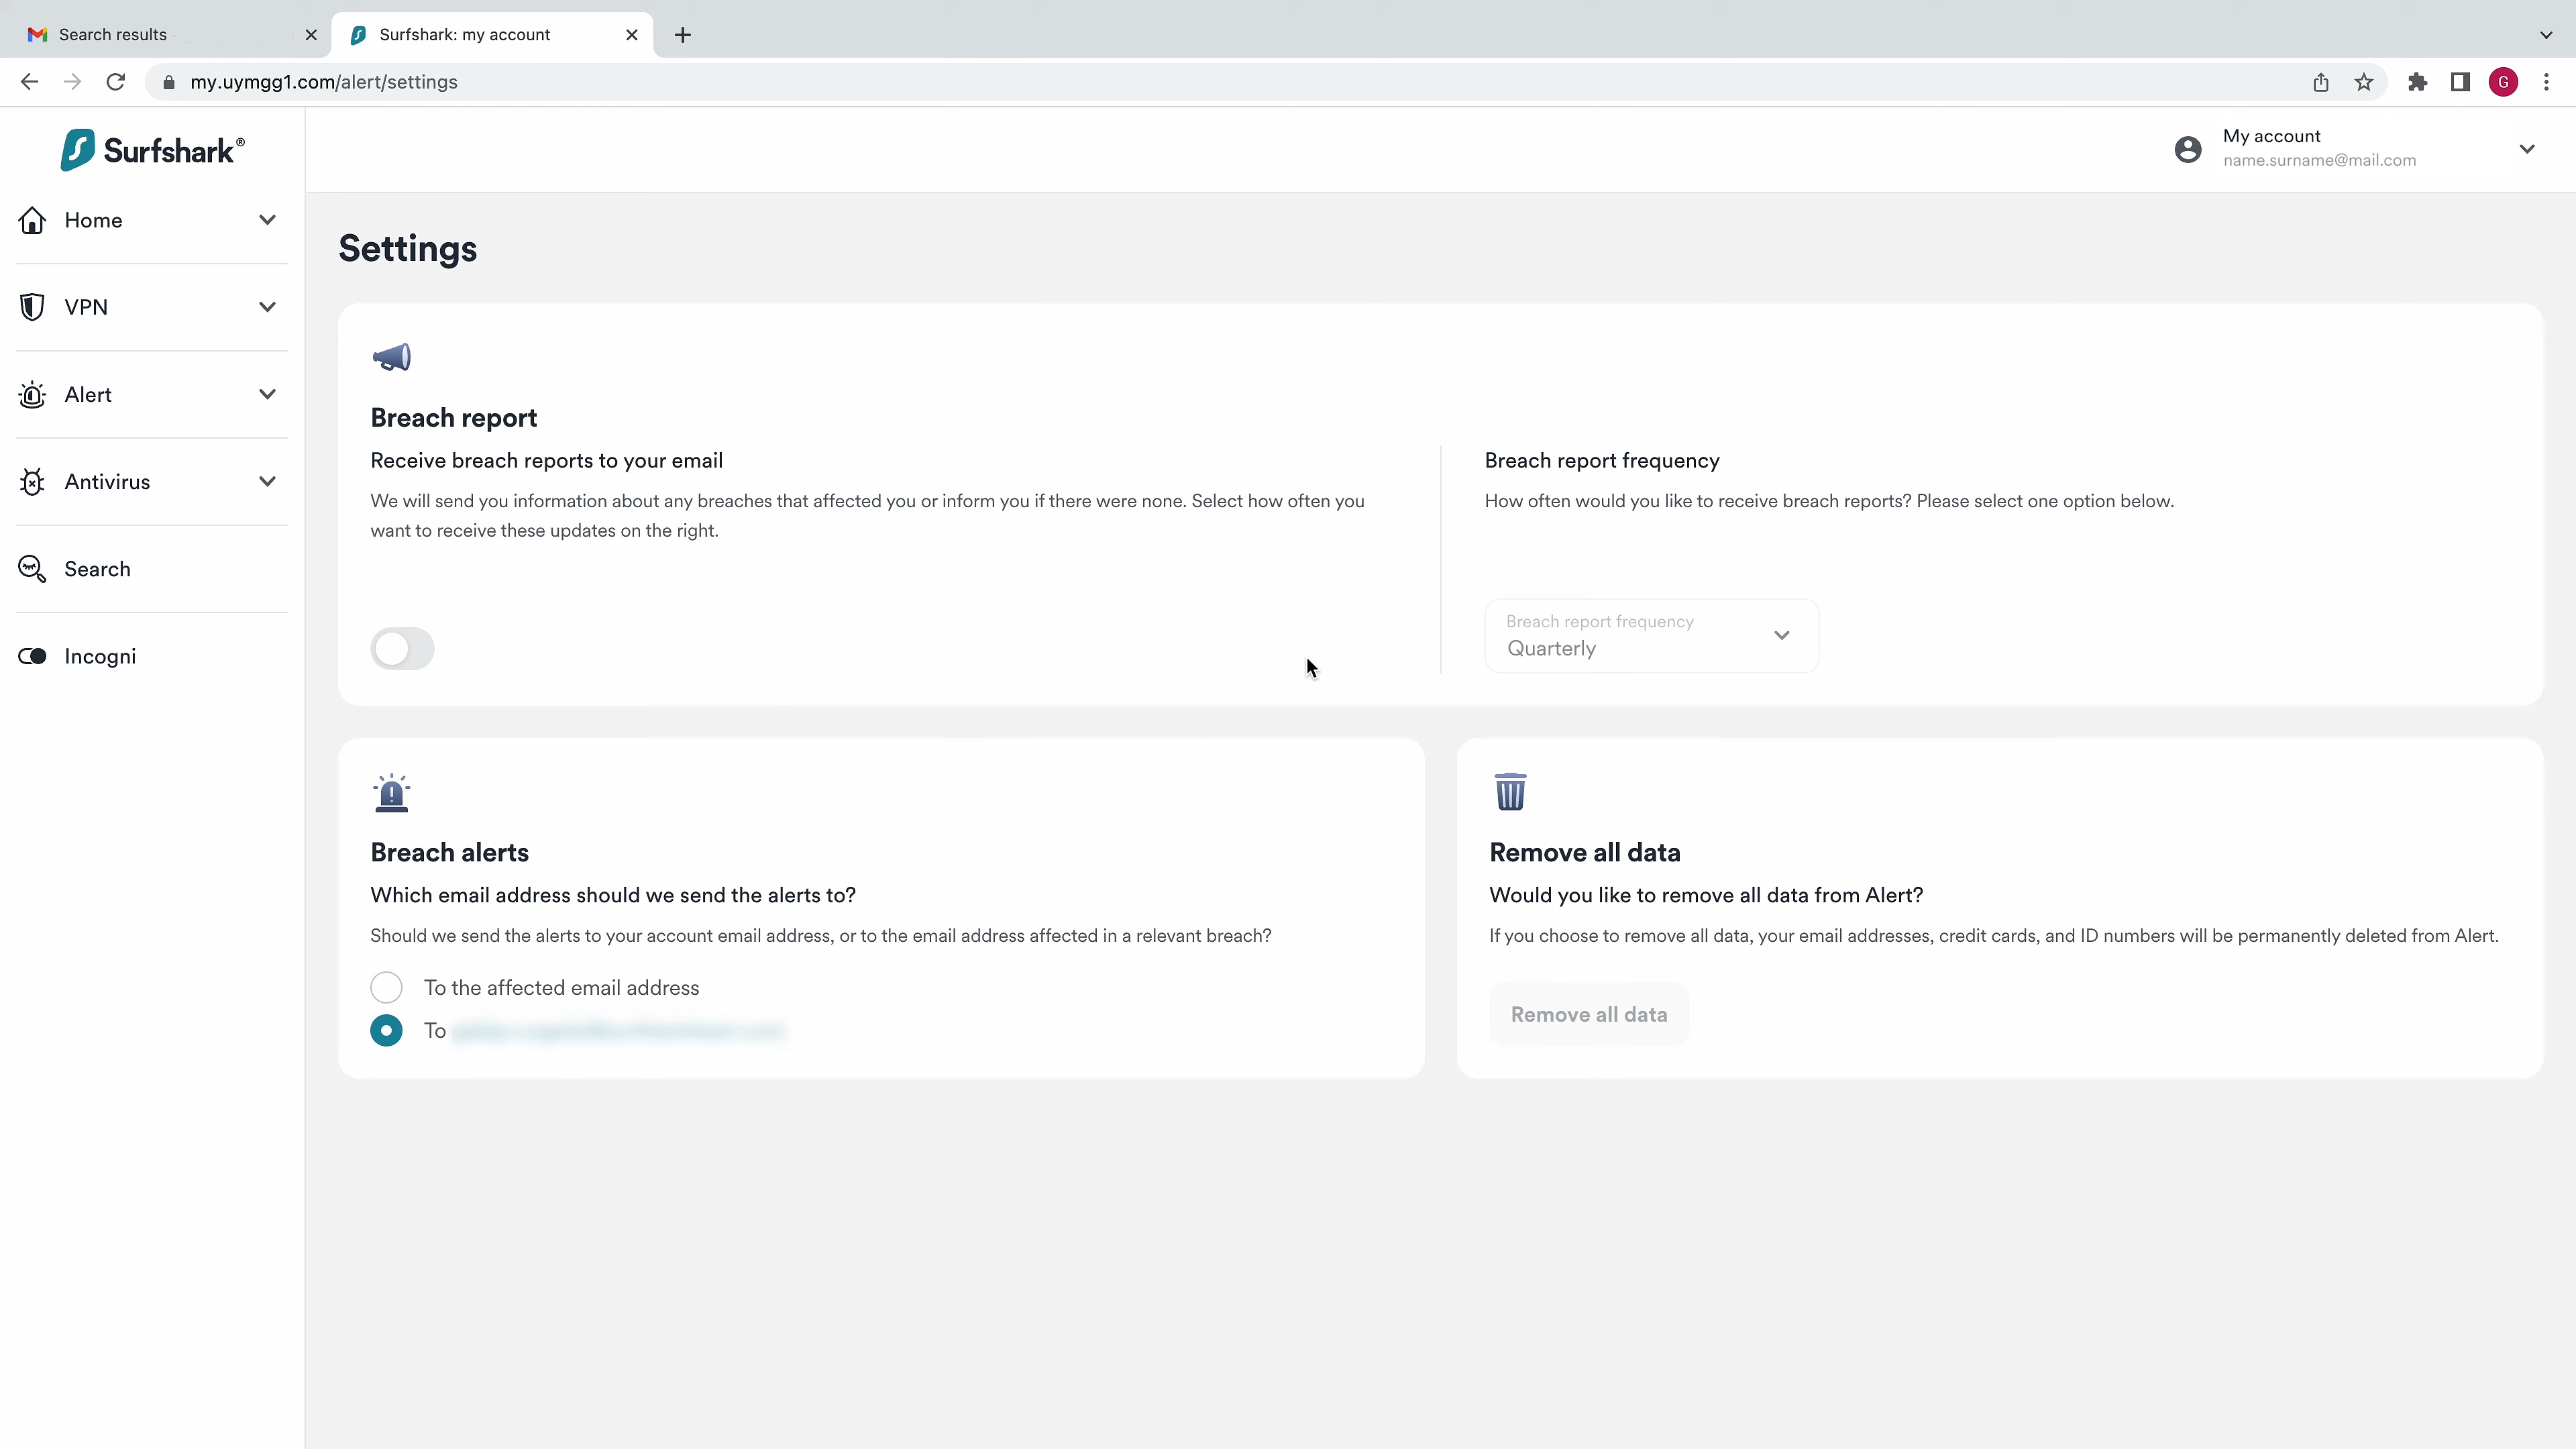 Search results
Surfshark: my account
my.uymgg1.com/alert/settings
G
Surfshark®
My account
name.surname@mail.com
Home
VPN
Alert
Antivirus
Search
Incogni
Settings
Breach report
Receive breach reports to your email
We will send you information about any breaches that affected you or inform you if there were none. Select how often you
want to receive these updates on the right.
Breach report frequency
How often would you like to receive breach reports? Please select one option below.
Breach report frequency
Quarterly
Breach alerts
Which email address should we send the alerts to?
Should we send the alerts to your account email address, or to the email address affected in a relevant breach?
To the affected email address
To
Remove all data
Would you like to remove all data from Alert?
If you choose to remove all data, your email addresses, credit cards, and ID numbers will be permanently deleted from Alert.
Remove all data